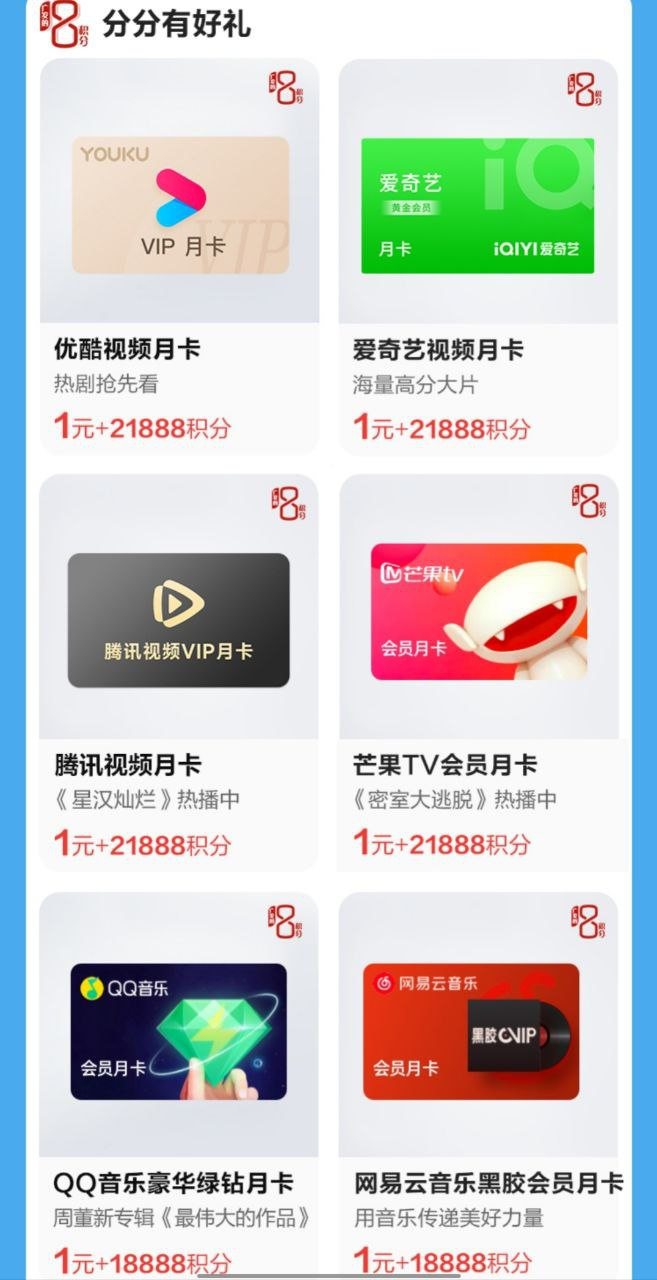 广发的
积分
分分有好礼
YOUKU
VIP
VIP 月卡
优酷视频月卡
热剧抢先看
1元+21888积分
iQ
爱奇艺
黄金会员
月卡
iQIYI爱奇艺
爱奇艺视频月卡
海量高分大片
1元+21888积分
腾讯视频VIP月卡
腾讯视频月卡
《星汉灿烂》热播中
1元+21888积分
芒果tv
会员月卡
芒果TV会员月卡
《密室大逃脱》热播中
1元+21888积分
QQ音乐
会员月卡
QQ音乐豪华绿钻月卡
周董新专辑《最伟大的作品》
1元+18888积分
网易云音乐
黑胶VIP
会员月卡
网易云音乐黑胶会员月卡
用音乐传递美好力量
1元+18888积分